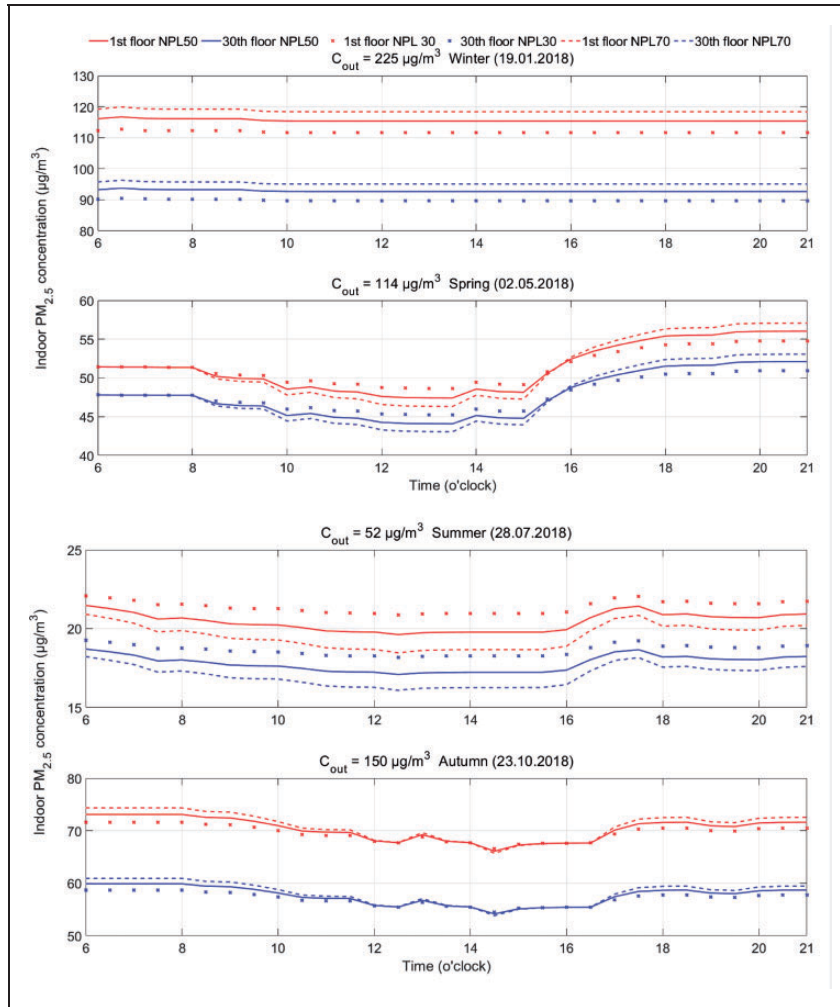 1st floor NPL50 30th floor NPL50 1st floor NPL 30 30th floor NPL30 1st floor NPL70 30th floor NPL70
C_out = 225 µg/m³ Winter (19.01.2018)
130
120
110
100
90
80
6 8 10 12 14 16 18 20 21
C_out = 114 µg/m³ Spring (02.05.2018)
60
55
50
45
40
6 8 10 12 14 16 18 20 21
Time (o'clock)
Indoor PM2.5 concentration (µg/m³)
C_out = 52 µg/m³ Summer (28.07.2018)
25
20
15
6 8 10 12 14 16 18 20 21
C_out = 150 µg/m³ Autumn (23.10.2018)
80
70
60
50
6 8 10 12 14 16 18 20 21
Time (o'clock)
Indoor PM2.5 concentration (µg/m³)